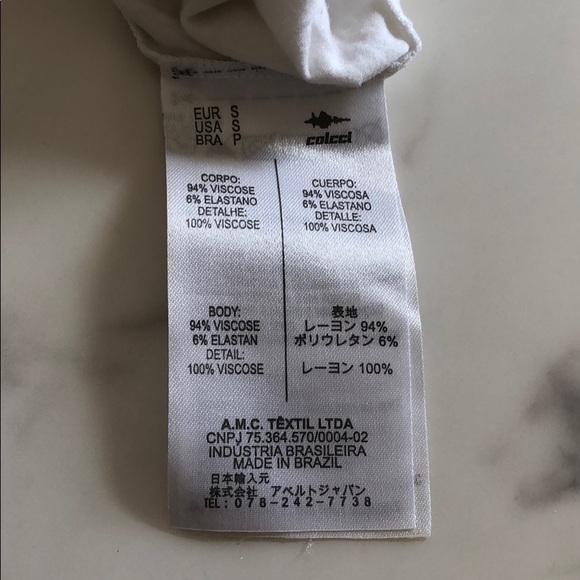 EUR S
USA S
BRA P
colcci
CORPO:
94% VISCOSE
6% ELASTANO
DETALHE:
100% VISCOSE
CUERPO:
94% VISCOSA
6% ELASTANO
DETALLE:
100% VISCOSA
BODY:
94% VISCOSE
6% ELASTAN
DETAIL:
100% VISCOSE
表地
レーヨン 94%
ポリウレタン 6%
レーヨン 100%
A.M.C. TÊXTIL LTDA
CNPJ 75.364.570/0004-02
INDÚSTRIA BRASILEIRA
MADE IN BRAZIL
日本輸入元
株式会社 アベルトジャパン
TEL: 078-242-7738